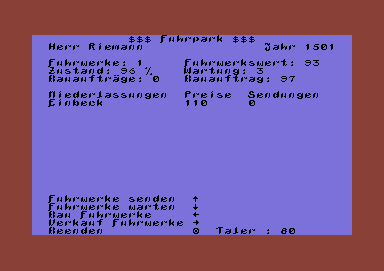 $$$ Fuhrpark $$$
Herr Riemann Jahr 1501
Fuhrwerke: 1 Fuhrwerkswert: 93
Zustand: 96 % Wartung: 3
Bauaufträge: 0 Bauauftrag: 97
Niederlassungen Preise Sendungen
Einbeck 110 0
Fuhrwerke senden ↑
Fuhrwerke warten ↓
Bau Fuhrwerke ←
Verkauf Fuhrwerke →
Beenden 0 Taler : 80